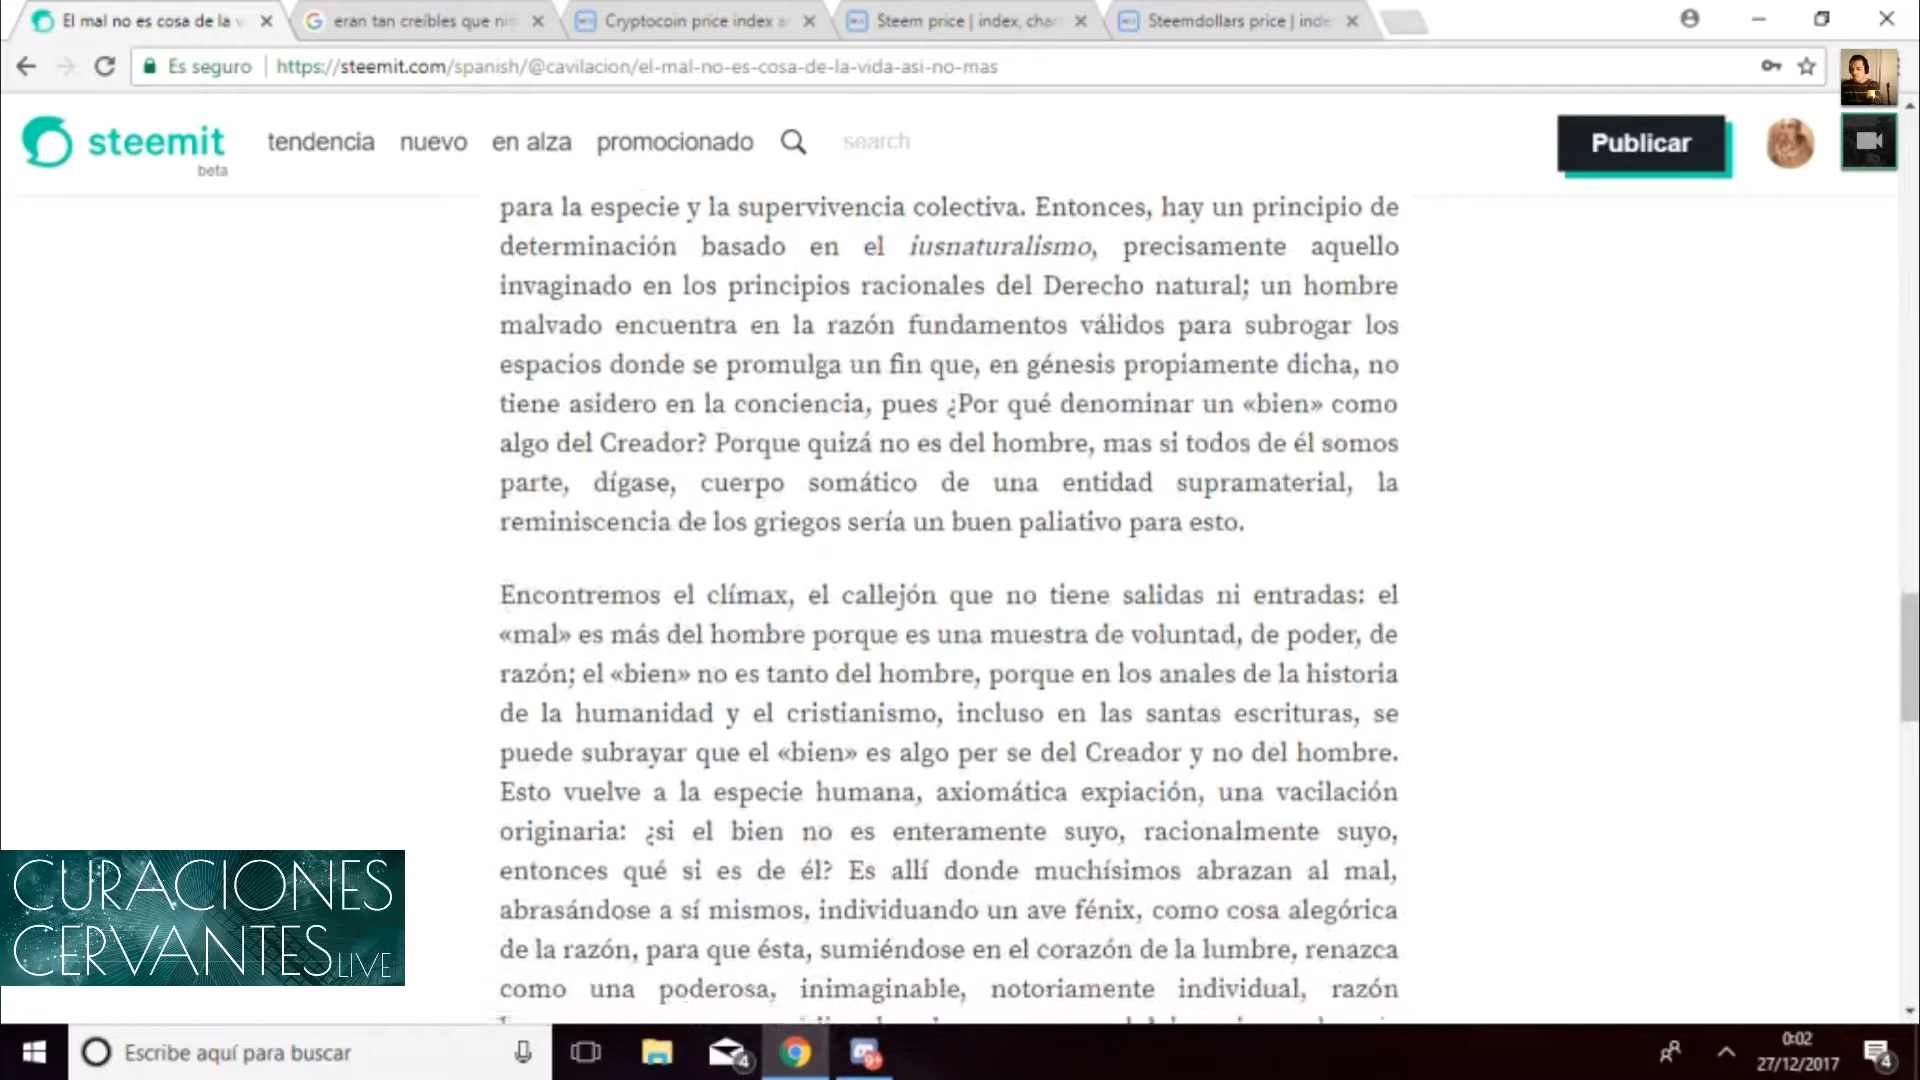 El mal no es cosa de la v
eran tan creíbles que ni
Cryptocoin price index a
Steem price | index, cha
Steemdollars price | inde
Es seguro
https://steemit.com/spanish/@cavilacion/el-mal-no-es-cosa-de-la-vida-asi-no-mas
steemit
beta
tendencia nuevo en alza promocionado
search
Publicar
para la especie y la supervivencia colectiva. Entonces, hay un principio de
determinación basado en el iusnaturalismo, precisamente aquello
invaginado en los principios racionales del Derecho natural; un hombre
malvado encuentra en la razón fundamentos válidos para subrogar los
espacios donde se promulga un fin que, en génesis propiamente dicha, no
tiene asidero en la conciencia, pues ¿Por qué denominar un «bien» como
algo del Creador? Porque quizá no es del hombre, mas si todos de él somos
parte, dígase, cuerpo somático de una entidad supramaterial, la
reminiscencia de los griegos sería un buen paliativo para esto.
Encontremos el clímax, el callejón que no tiene salidas ni entradas: el
«mal» es más del hombre porque es una muestra de voluntad, de poder, de
razón; el «bien» no es tanto del hombre, porque en los anales de la historia
de la humanidad y el cristianismo, incluso en las santas escrituras, se
puede subrayar que el «bien» es algo per se del Creador y no del hombre.
Esto vuelve a la especie humana, axiomática expiación, una vacilación
originaria: ¿si el bien no es enteramente suyo, racionalmente suyo,
entonces qué si es de él? Es allí donde muchísimos abrazan al mal,
abrasándose a sí mismos, individuando un ave fénix, como cosa alegórica
de la razón, para que ésta, sumiéndose en el corazón de la lumbre, renazca
como una poderosa, inimaginable, notoriamente individual, razón
CURACIONES
CERVANTES LIVE
Escribe aquí para buscar
4
9+
0:02
27/12/2017
4